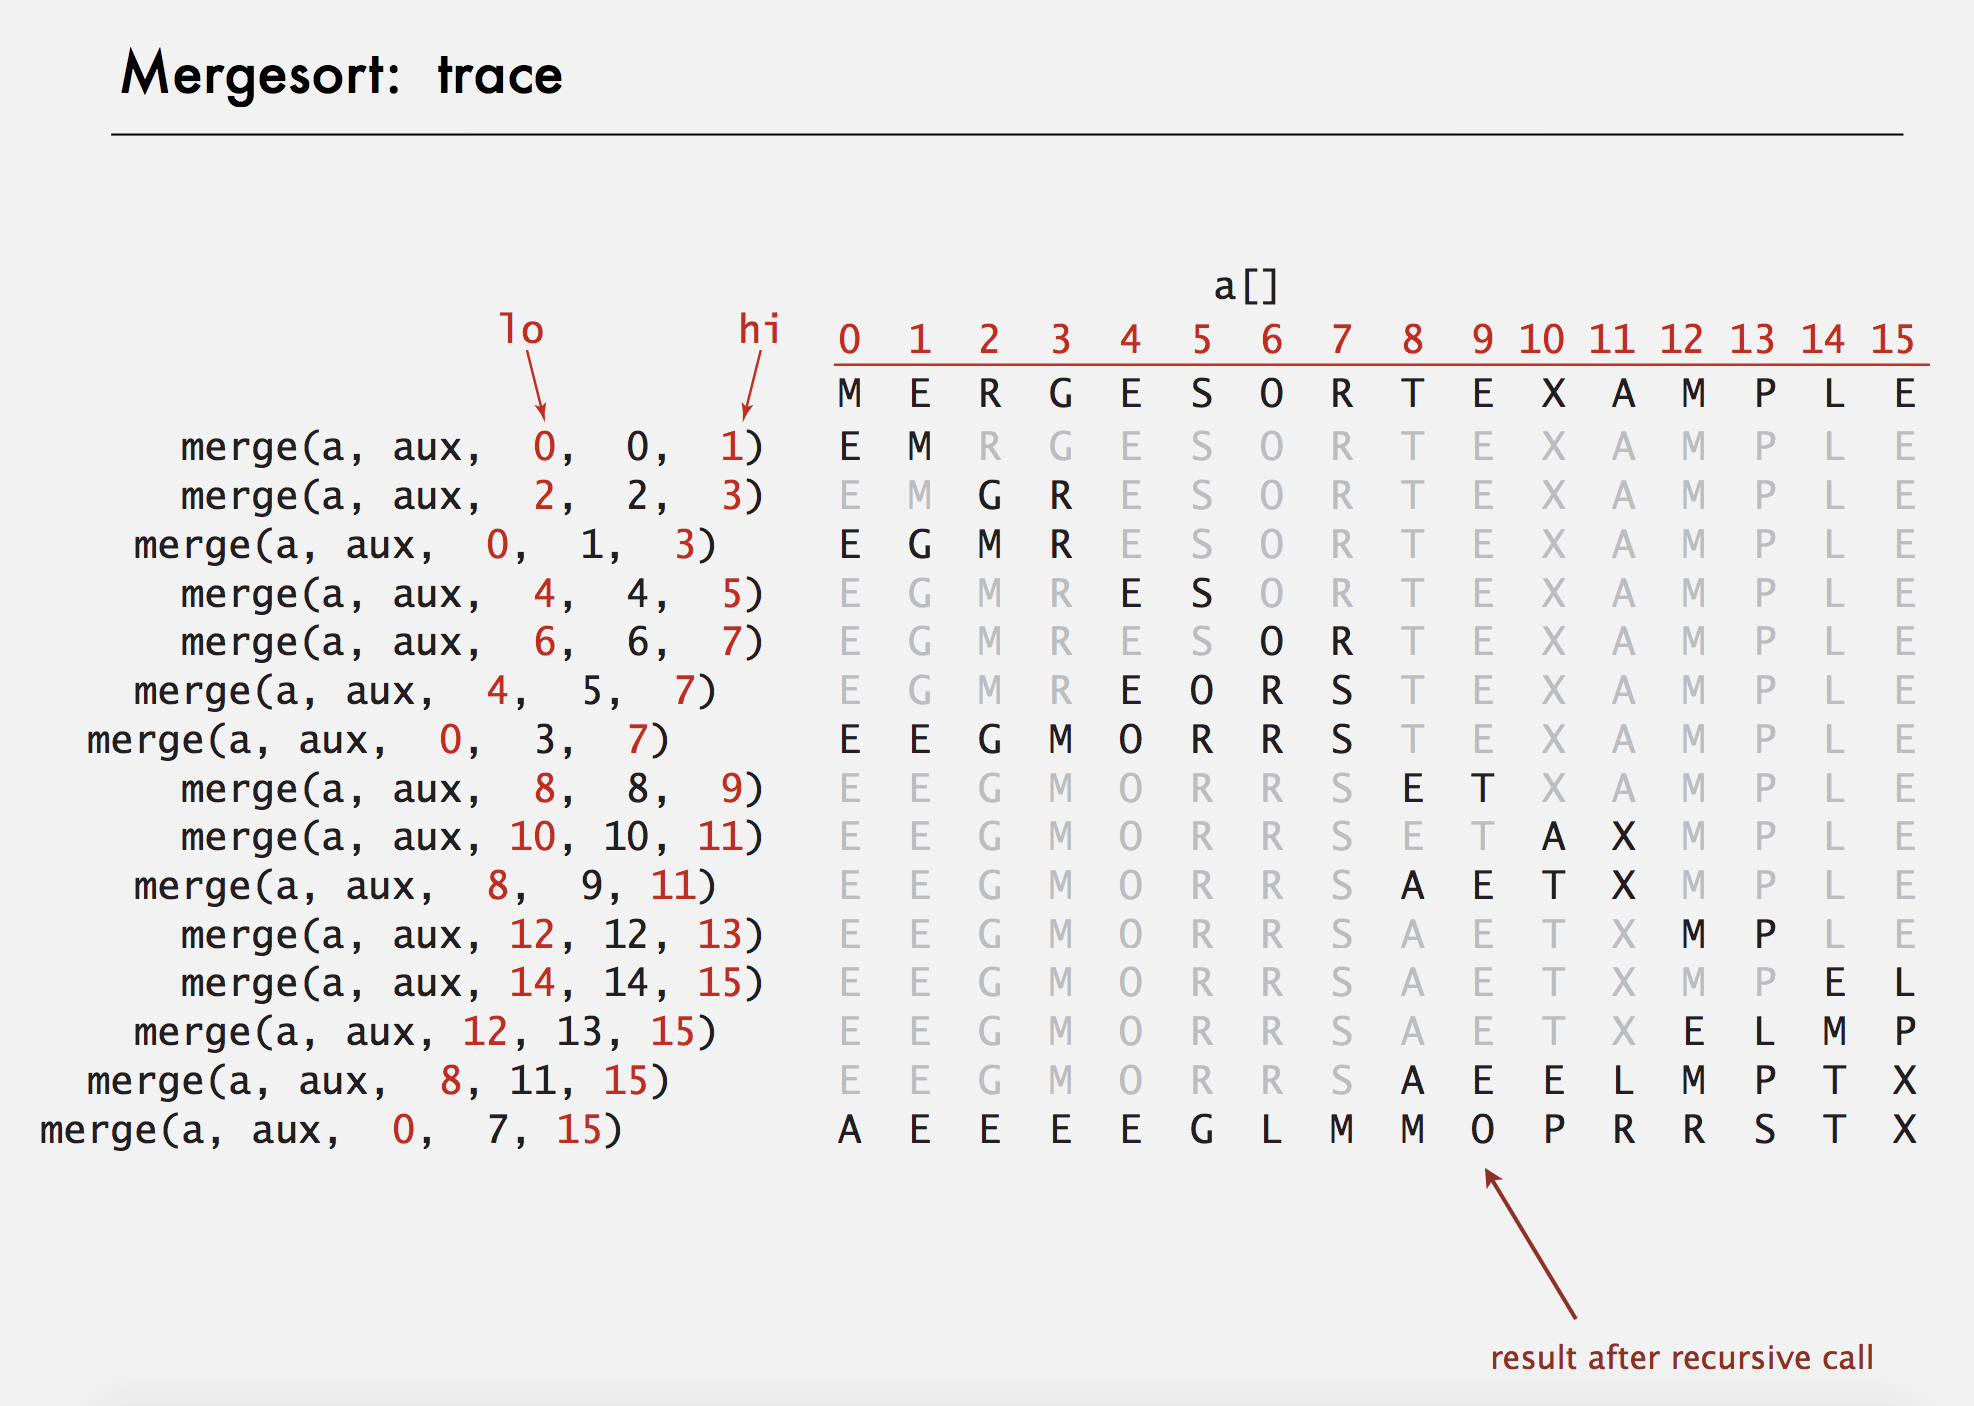 Mergesort: trace
a[]
lo hi 0 1 2 3 4 5 6 7 8 9 10 11 12 13 14 15
M E R G E S O R T E X A M P L E
merge(a, aux, 0, 0, 1) E M R G E S O R T E X A M P L E
merge(a, aux, 2, 2, 3) E M G R E S O R T E X A M P L E
merge(a, aux, 0, 1, 3) E G M R E S O R T E X A M P L E
merge(a, aux, 4, 4, 5) E G M R E S O R T E X A M P L E
merge(a, aux, 6, 6, 7) E G M R E S O R T E X A M P L E
merge(a, aux, 4, 5, 7) E G M R E O R S T E X A M P L E
merge(a, aux, 0, 3, 7) E E G M O R R S T E X A M P L E
merge(a, aux, 8, 8, 9) E E G M O R R S E T X A M P L E
merge(a, aux, 10, 10, 11) E E G M O R R S E T A X M P L E
merge(a, aux, 8, 9, 11) E E G M O R R S A E T X M P L E
merge(a, aux, 12, 12, 13) E E G M O R R S A E T X M P L E
merge(a, aux, 14, 14, 15) E E G M O R R S A E T X M P E L
merge(a, aux, 12, 13, 15) E E G M O R R S A E T X E L M P
merge(a, aux, 8, 11, 15) E E G M O R R S A E E L M P T X
merge(a, aux, 0, 7, 15) A E E E E G L M M O P R R S T X
result after recursive call